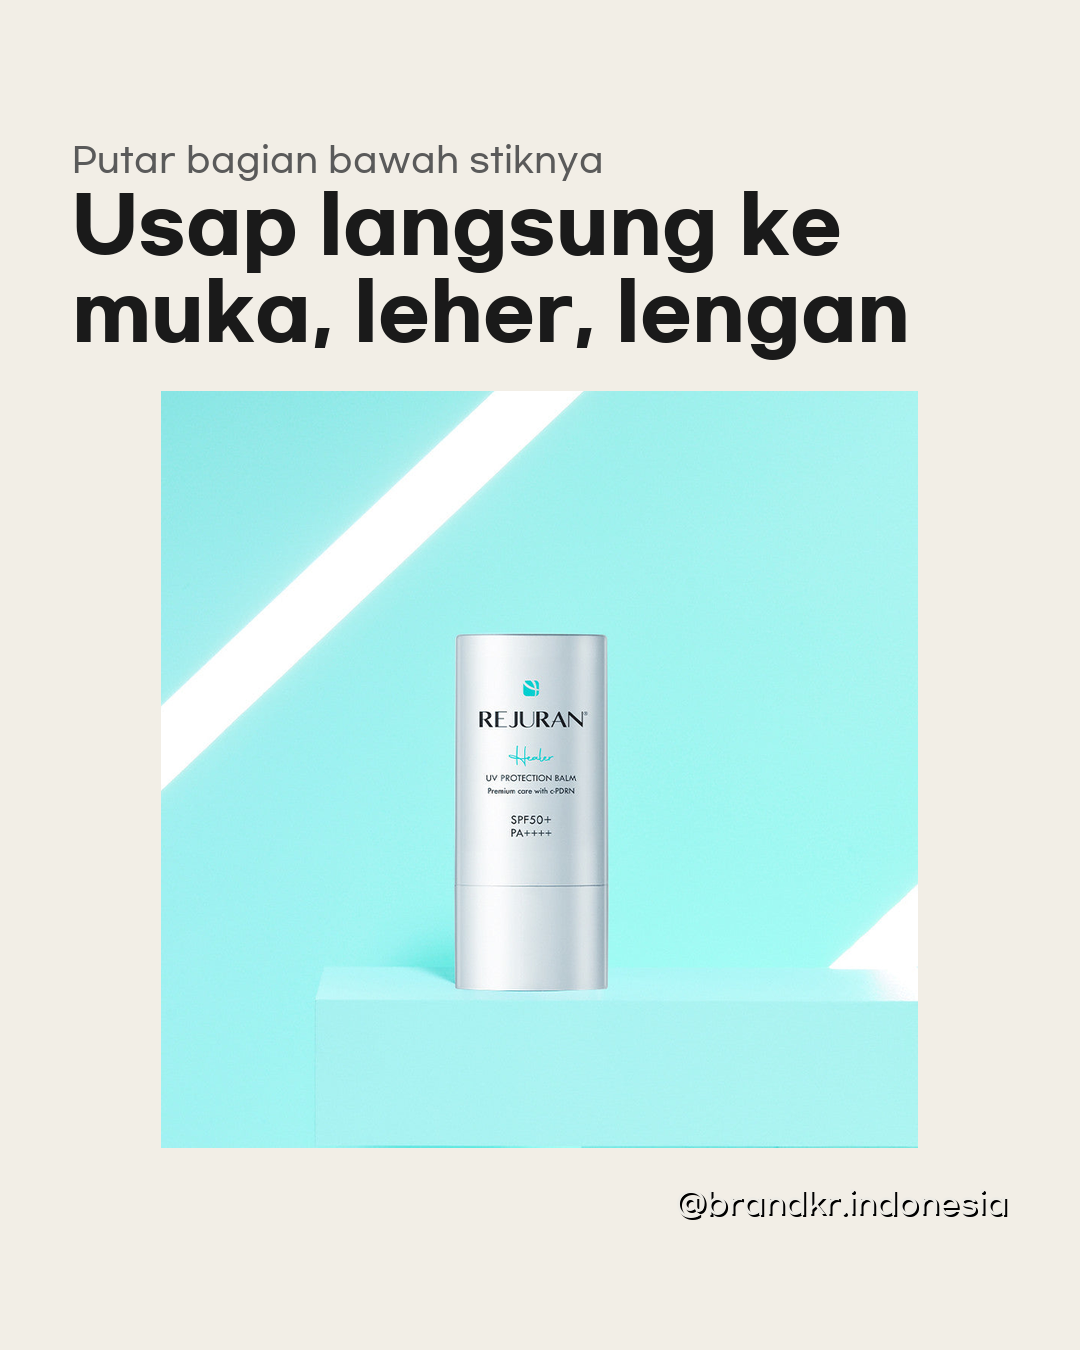 Putar bagian bawah stiknya
Usap langsung ke
muka, leher, lengan
REJURAN®
Healer
UV PROTECTION BALM
Premium care with c-PDRN
SPF50+
PA++++
@brandkr.indonesia